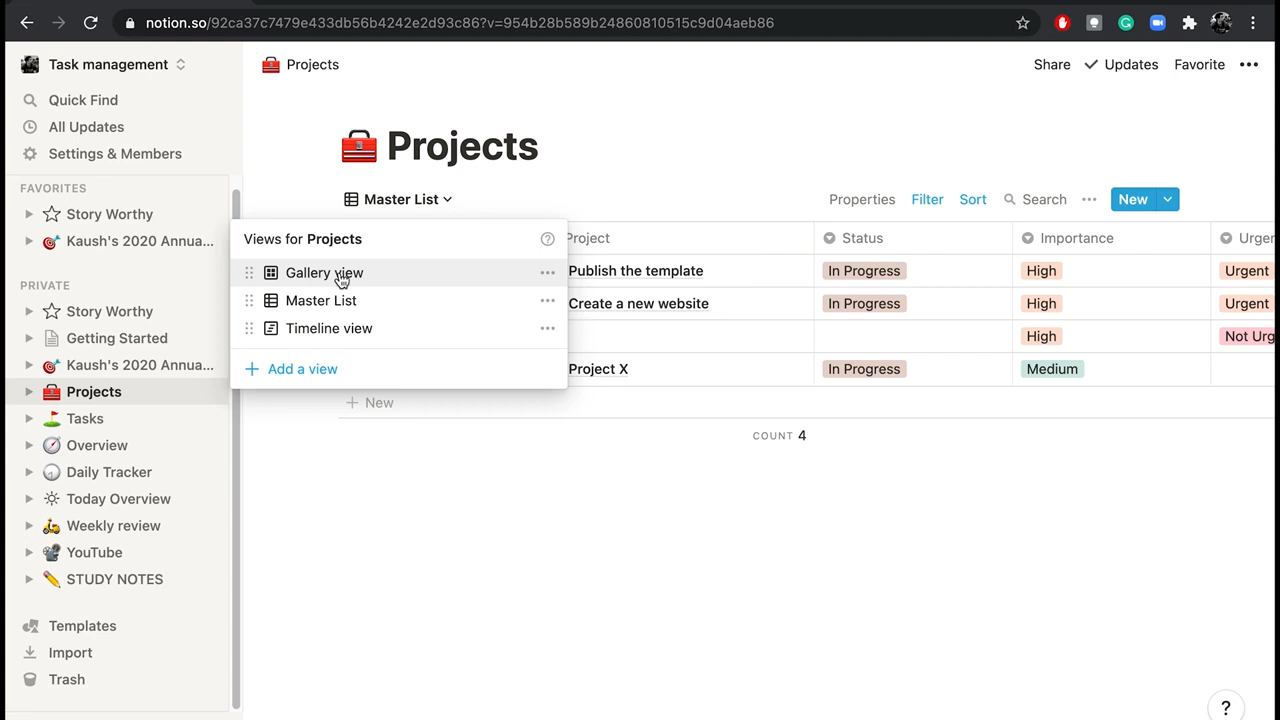 notion.so/92ca37c7479e433db56b4242e2d93c86?v=954b28b589b24860810515c9d04aeb86
Task management
Projects
Share
Updates
Favorite
Quick Find
All Updates
Settings & Members
FAVORITES
Story Worthy
Kaush's 2020 Annua...
PRIVATE
Story Worthy
Getting Started
Kaush's 2020 Annua...
Projects
Tasks
Overview
Daily Tracker
Today Overview
Weekly review
YouTube
STUDY NOTES
Templates
Import
Trash
Projects
Master List
Properties
Filter
Sort
Search
New
Views for Projects
Gallery view
Master List
Timeline view
+ Add a view
Project Status Importance Urgen
Publish the template In Progress High Urgent
Create a new website In Progress High Urgent
High Not Urg
Project X In Progress Medium
+ New
COUNT 4
?